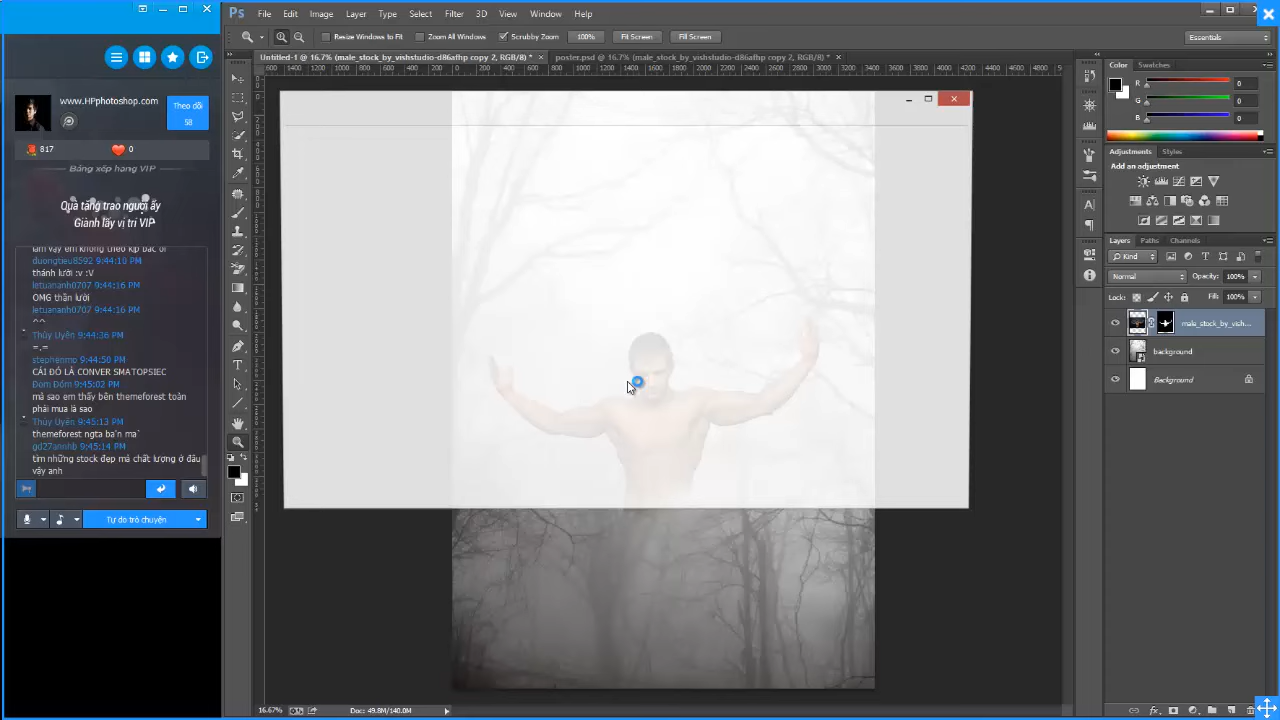 www.HPphotoshop.com
Theo dõi
58
817
0
Bảng xếp hạng VIP
Quà tặng trao người ấy
Giành lấy vị trí VIP
làm vậy em không theo kịp bác ơi
duongtieu8592 9:44:10 PM
thánh lười :v :V
letuananh0707 9:44:16 PM
OMG thần lười
letuananh0707 9:44:16 PM
^^
Thùy Uyên 9:44:36 PM
=.=
stephenmo 9:44:50 PM
CÁI ĐÓ LÀ CONVER SMATOPSIEC
Đom Đóm 9:45:02 PM
mà sao em thấy bên themeforest toàn
phải mua là sao
Thùy Uyên 9:45:13 PM
themeforest ngta ba'n ma`
gd27annhb 9:45:14 PM
tìm những stock đẹp mà chất lượng ở đâu
vậy anh
Tự do trò chuyện
Ps File Edit Image Layer Type Select Filter 3D View Window Help
Resize Windows to Fit Zoom All Windows Scrubby Zoom 100% Fit Screen Fill Screen
Essentials
Untitled-1 @ 16.7% (male_stock_by_vishstudio-d86afhp copy 2, RGB/8) * ×
poster.psd @ 16.7% (male_stock_by_vishstudio-d86afhp copy 2, RGB/8) * ×
16.67% Doc: 49.8M/140.0M
Color Swatches
R 0
G 0
B 0
Adjustments Styles
Add an adjustment
Layers Paths Channels
Kind
Normal Opacity: 100%
Lock: Fill: 100%
male_stock_by_vish...
background
Background